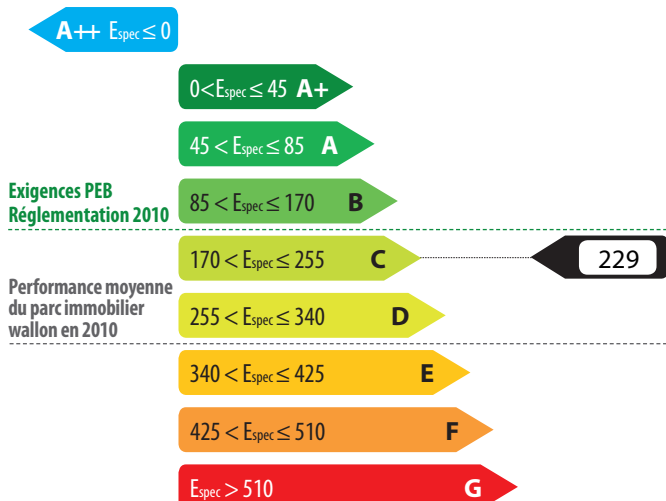 A++ Espec ≤ 0
0 < Espec ≤ 45 A+
45 < Espec ≤ 85 A
Exigences PEB
Réglementation 2010
85 < Espec ≤ 170 B
170 < Espec ≤ 255 C
229
Performance moyenne
du parc immobilier
wallon en 2010
255 < Espec ≤ 340 D
340 < Espec ≤ 425 E
425 < Espec ≤ 510 F
Espec > 510 G